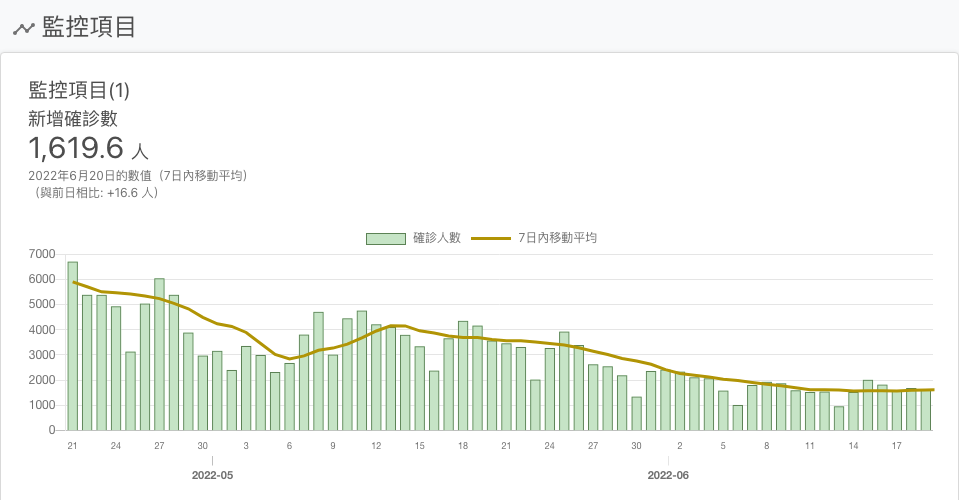 監控項目
監控項目(1)
新增確診數
1,619.6 人
2022年6月20日的數值（7日內移動平均）
（與前日相比: +16.6 人）
確診人數 7日內移動平均
7000
6000
5000
4000
3000
2000
1000
0
21 24 27 30 3 6 9 12 15 18 21 24 27 30 2 5 8 11 14 17
2022-05 2022-06